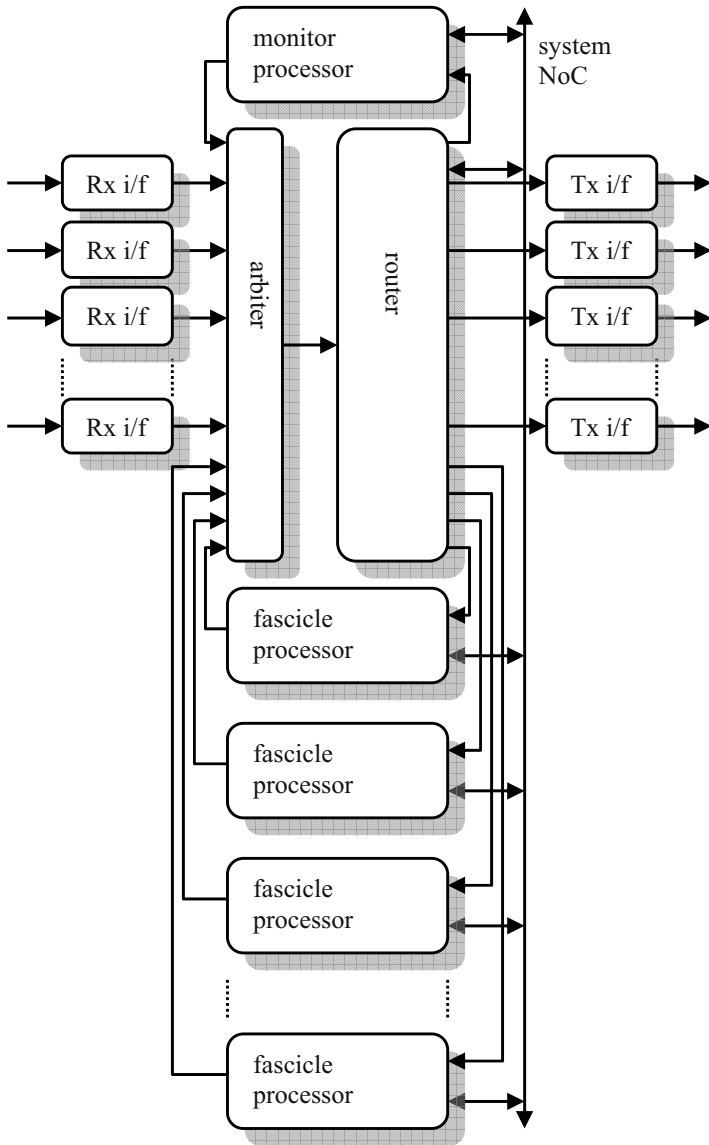 monitor
processor
system
NoC
Rx i/f
Tx i/f
Rx i/f
Tx i/f
Rx i/f
Tx i/f
Rx i/f
Tx i/f
arbiter
router
fascicle
processor
fascicle
processor
fascicle
processor
fascicle
processor